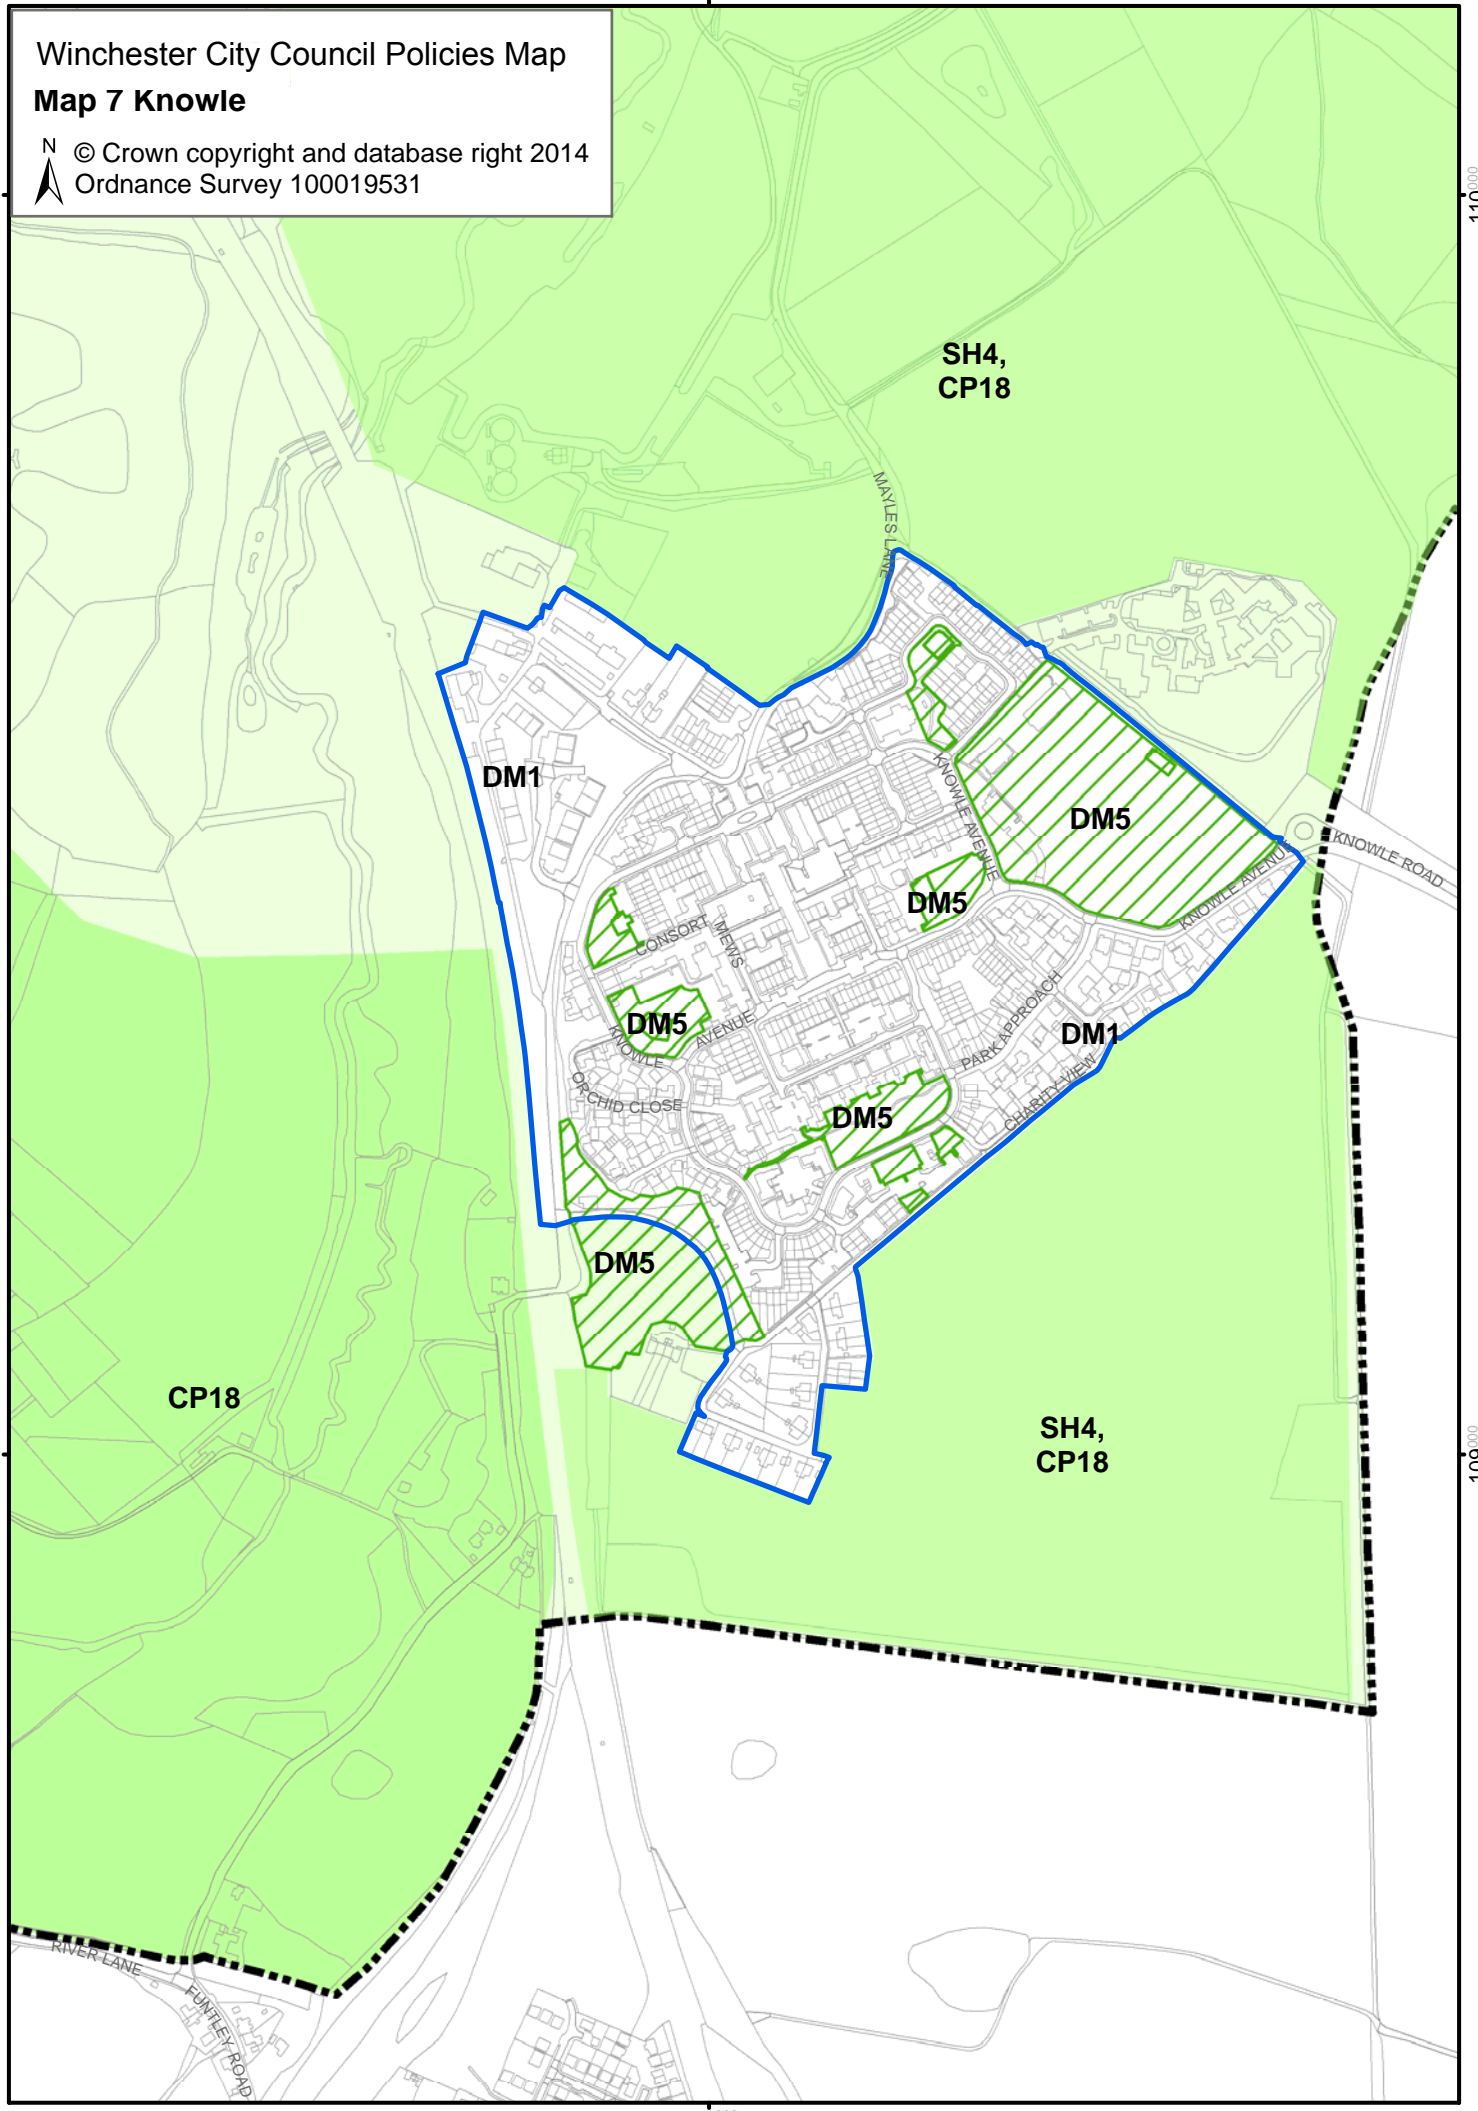 Winchester City Council Policies Map
Map 7 Knowle
N
© Crown copyright and database right 2014
Ordnance Survey 100019531
110000
SH4,
CP18
MAYLES LANE
DM1
KNOWLE AVENUE
DM5
KNOWLE ROAD
KNOWLE AVENUE
DM5
CONSORT
MEWS
DM5
KNOWLE
AVENUE
PARK APPROACH
DM1
ORCHID CLOSE
DM5
CHARITY VIEW
DM5
CP18
SH4,
CP18
109000
RIVER LANE
FUNTLEY ROAD